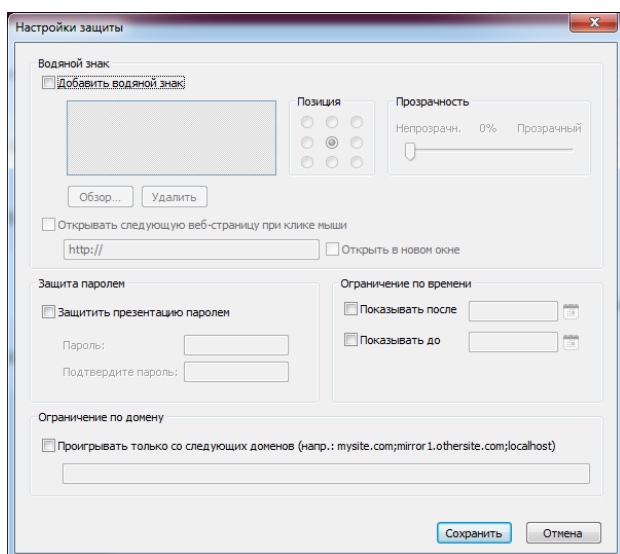 Настройки защиты
Водяной знак
Добавить водяной знак
Позиция
Прозрачность
Непрозрачн. 0% Прозрачный
Обзор... Удалить
Открывать следующую веб-страницу при клике мыши
http:// Открыть в новом окне
Защита паролем
Защитить презентацию паролем
Пароль:
Подтвердите пароль:
Ограничение по времени
Показывать после
Показывать до
Ограничение по домену
Проигрывать только со следующих доменов (напр.: mysite.com;mirror1.othersite.com;localhost)
Сохранить Отмена